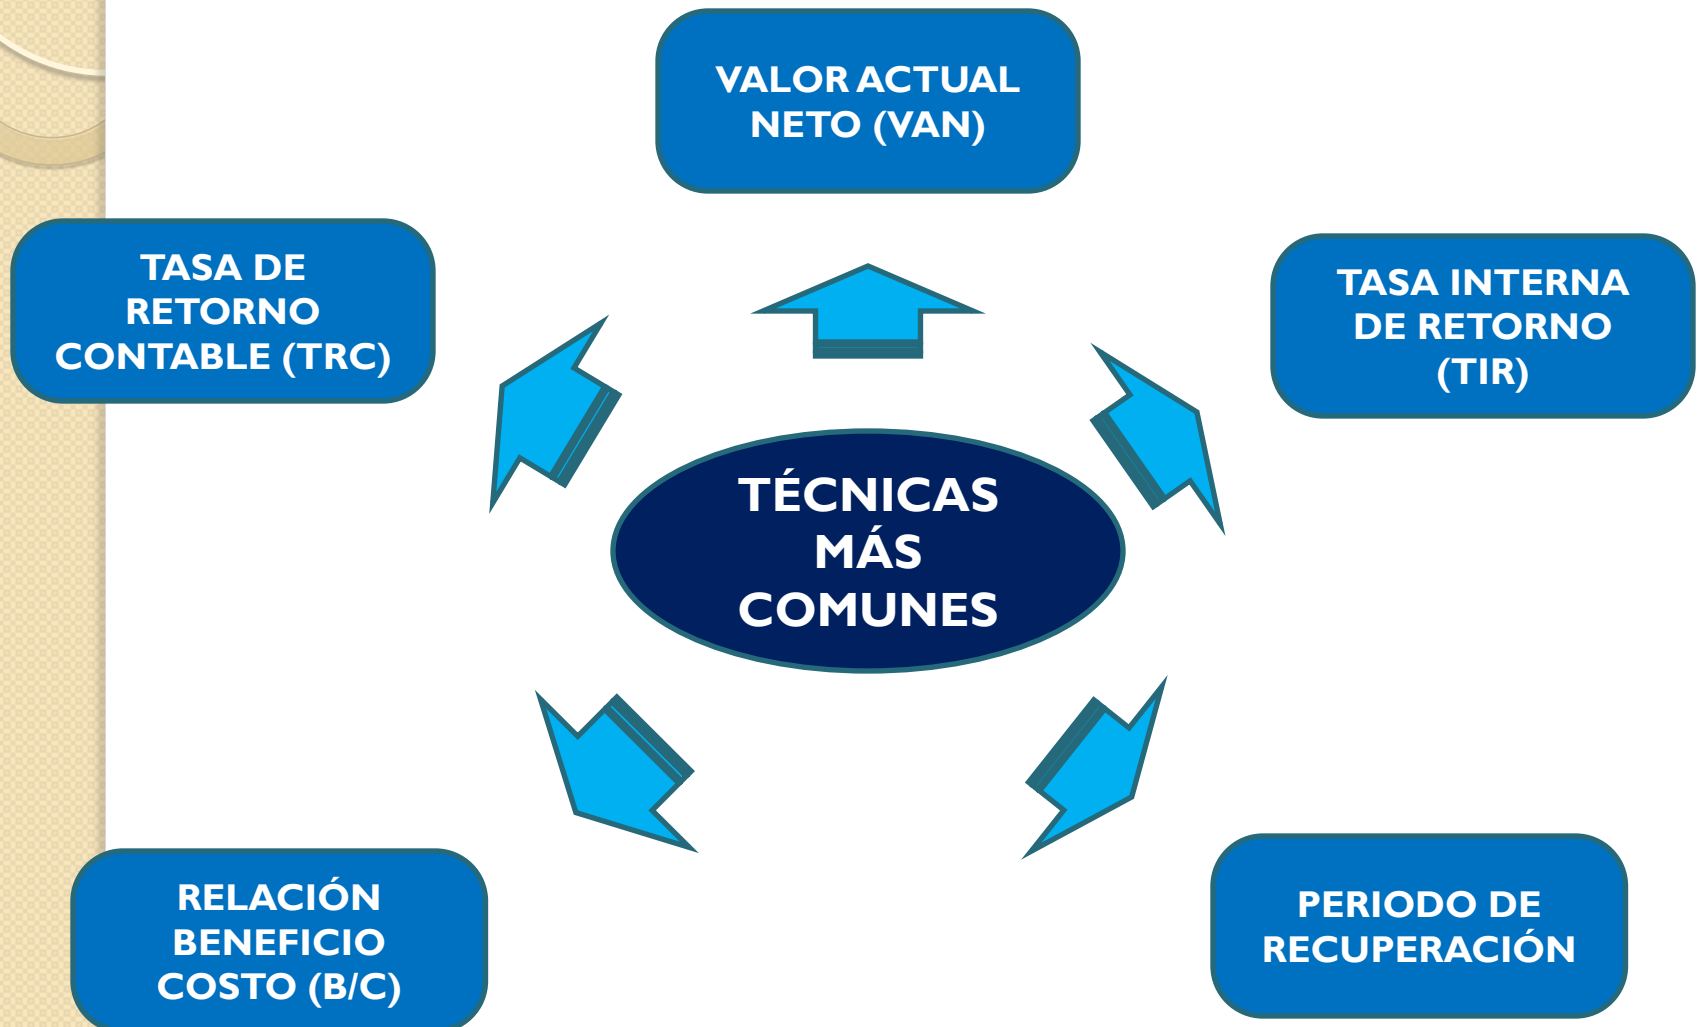 VALOR ACTUAL
NETO (VAN)
TASA DE
RETORNO
CONTABLE (TRC)
TASA INTERNA
DE RETORNO
(TIR)
TÉCNICAS
MÁS
COMUNES
RELACIÓN
BENEFICIO
COSTO (B/C)
PERIODO DE
RECUPERACIÓN